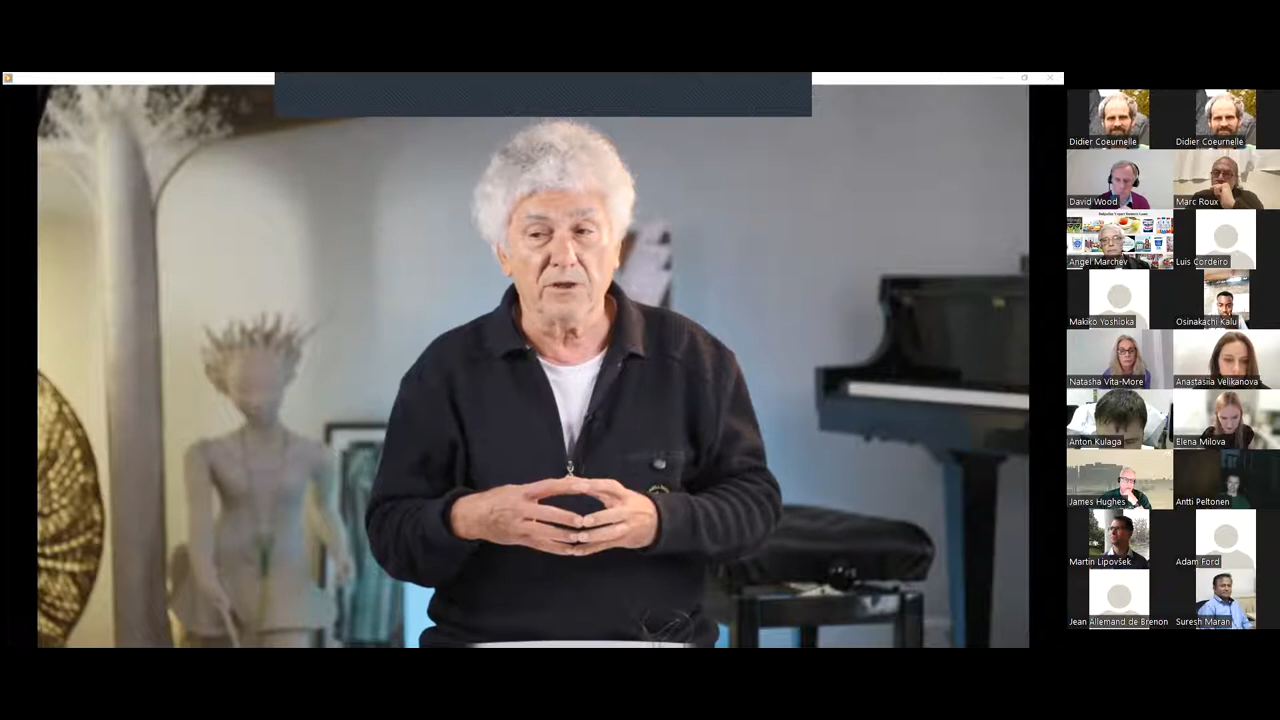 Didier Coeurnelle
Didier Coeurnelle
David Wood
Marc Roux
Angel Marchev
Luis Cordeiro
Makiko Yoshioka
Osinakachi Kalu
Natasha Vita-More
Anastasiia Velikanova
Anton Kulaga
Elena Milova
James Hughes
Antti Peltonen
Martin Lipovšek
Adam Ford
Jean Allemand de Brenon
Suresh Maran